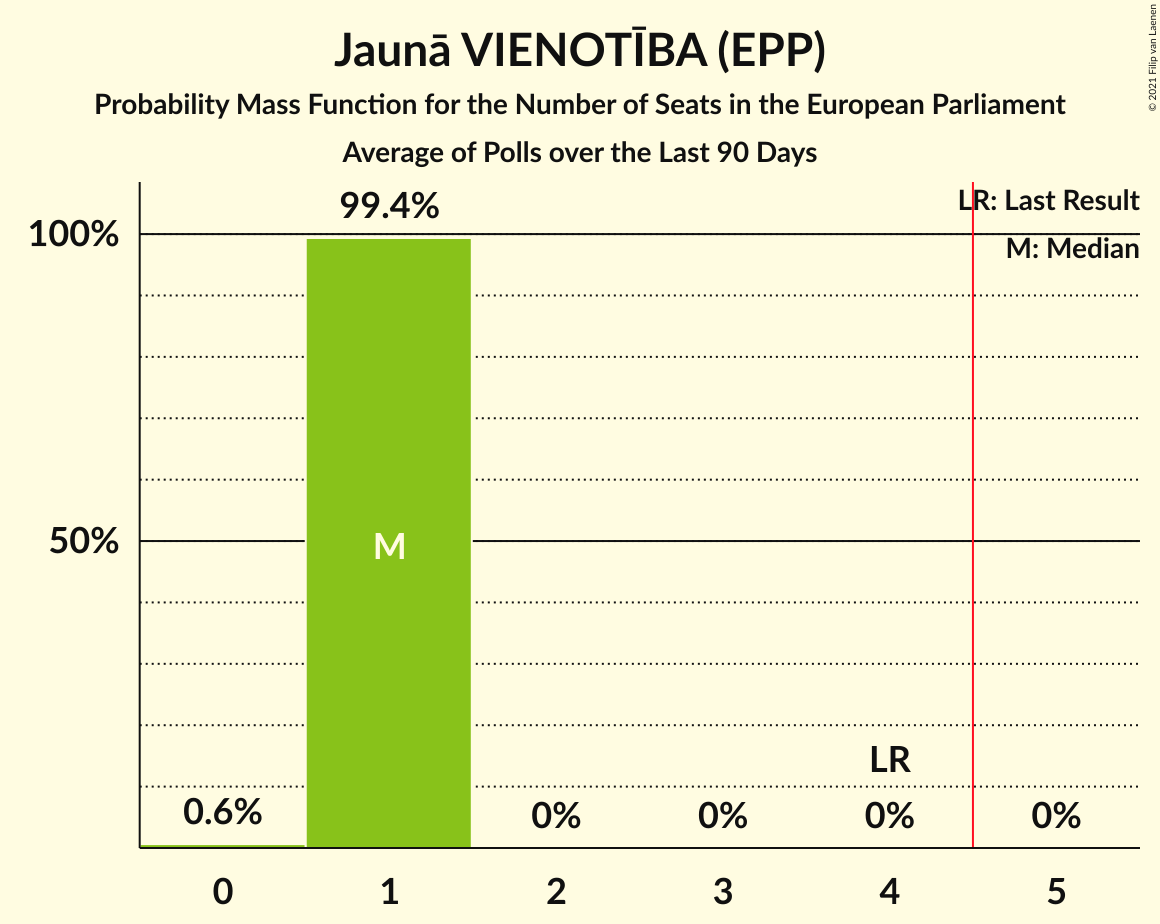 Jaunā VIENOTĪBA (EPP)
Probability Mass Function for the Number of Seats in the European Parliament
Average of Polls over the Last 90 Days
© 2021 Filip van Laenen
LR: Last Result
M: Median
99.4%
100%
50%
M
LR
0.6%
0%
0%
0%
0%
0
1
2
3
4
5